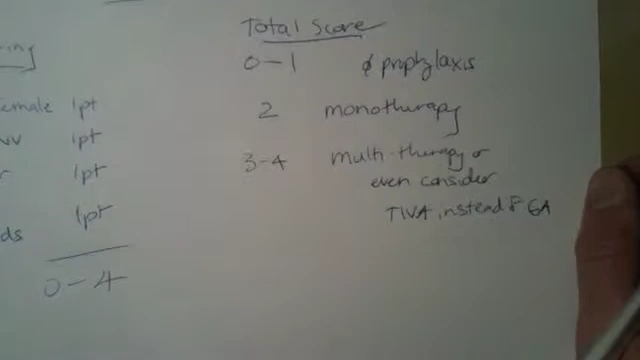 Total Score
0-1 ∅ prophylaxis
emale 1pt
2 monotherapy
1pt
3-4 multi-therapy or
1pt
even consider
1pt TIVA instead of GA
ds
0-4